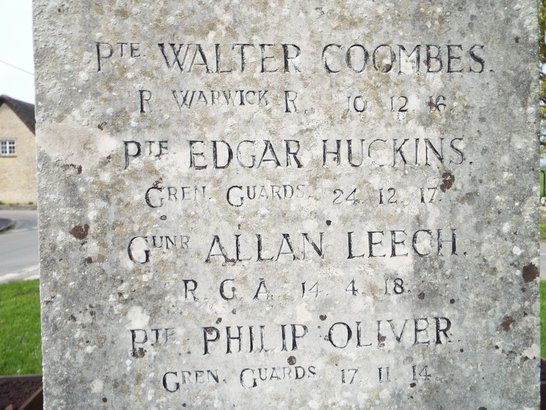 PTE WALTER COOMBES.
R. WARWICK R. 10.12.16
PTE EDGAR HUCKINS.
GREN. GUARDS. 24.12.17.
GUNR ALLAN LEECH.
R.G.A. 14.4.18.
PTE PHILIP OLIVER.
GREN. GUARDS. 17.11.14.